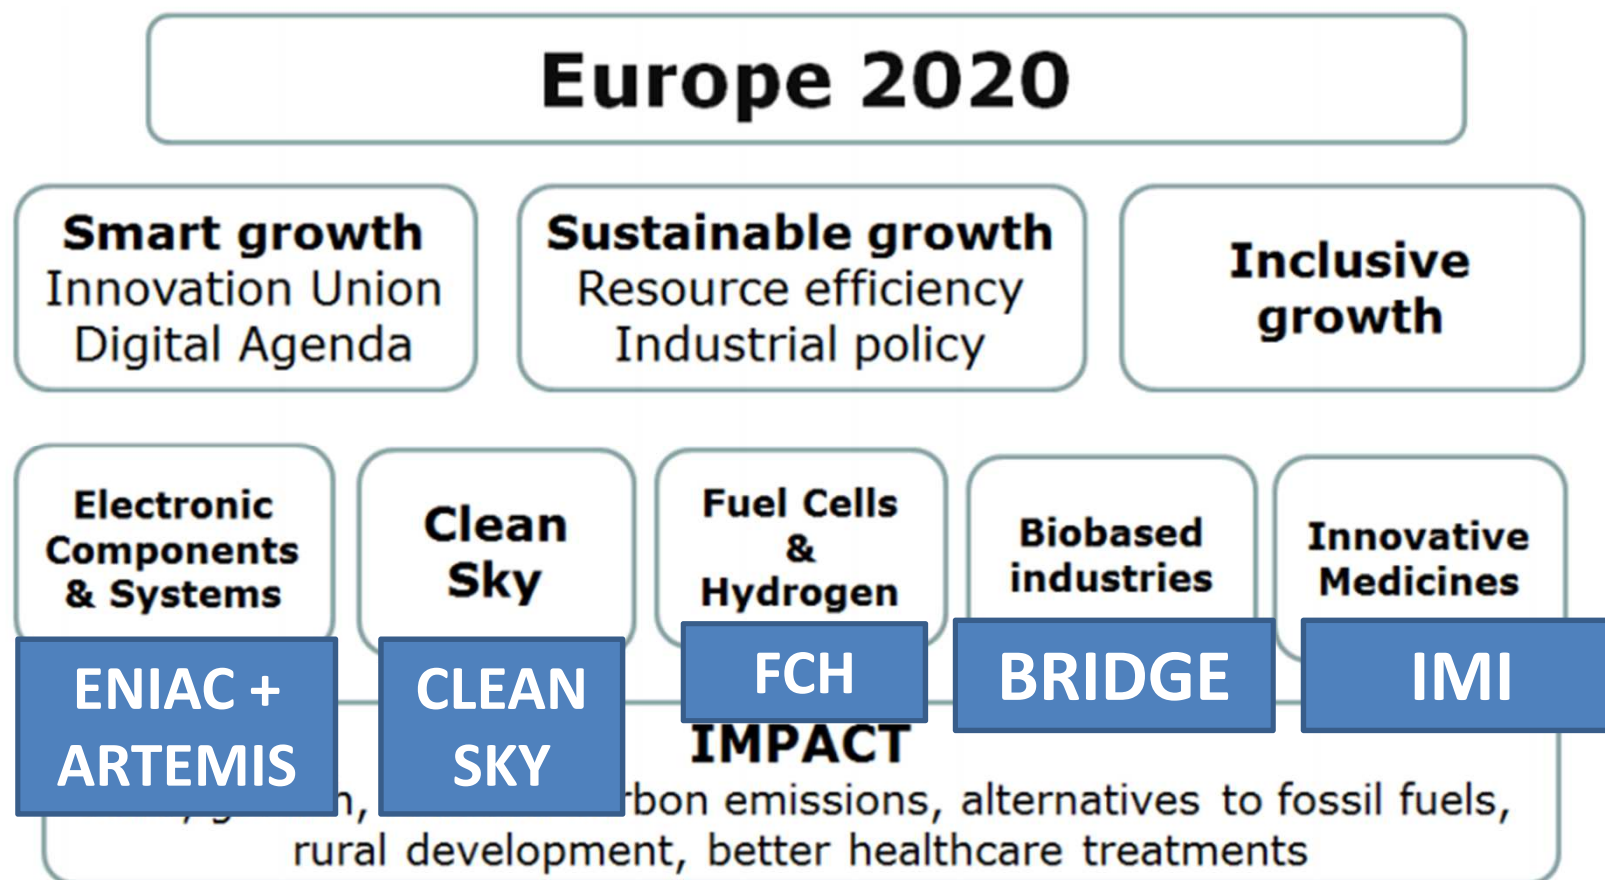 Europe 2020
Smart growth
Innovation Union
Digital Agenda
Sustainable growth
Resource efficiency
Industrial policy
Inclusive
growth
Electronic
Components
& Systems
Clean
Sky
Fuel Cells
&
Hydrogen
Biobased
industries
Innovative
Medicines
ENIAC +
ARTEMIS
CLEAN
SKY
FCH
BRIDGE
IMI
IMPACT
emissions, alternatives to fossil fuels,
rural development, better healthcare treatments